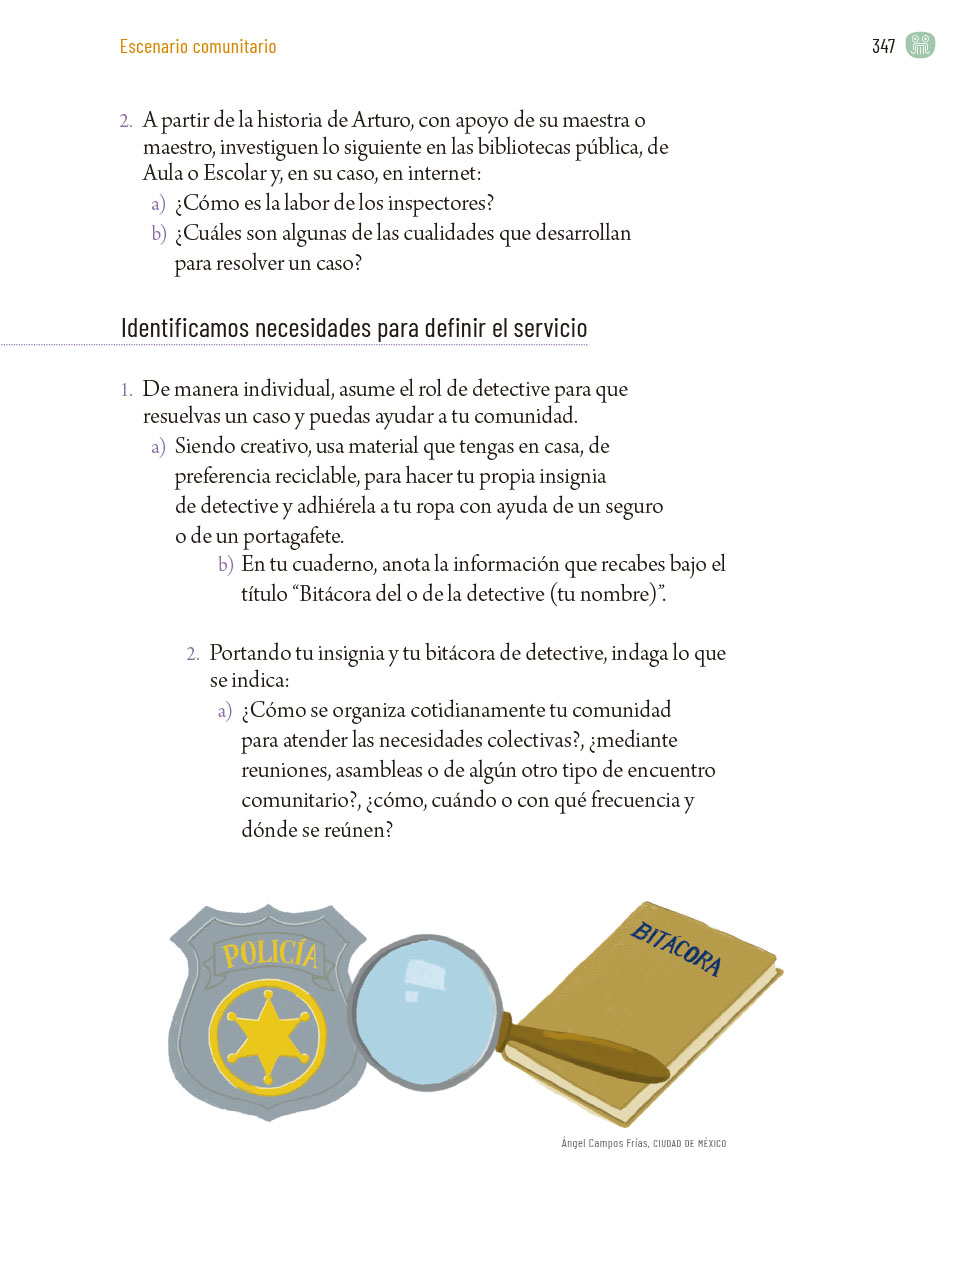 Escenario comunitario
347
2. A partir de la historia de Arturo, con apoyo de su maestra o
maestro, investiguen lo siguiente en las bibliotecas pública, de
Aula o Escolar y, en su caso, en internet:
a) ¿Cómo es la labor de los inspectores?
b) ¿Cuáles son algunas de las cualidades que desarrollan
para resolver un caso?
Identificamos necesidades para definir el servicio
1. De manera individual, asume el rol de detective para que
resuelvas un caso y puedas ayudar a tu comunidad.
a) Siendo creativo, usa material que tengas en casa, de
preferencia reciclable, para hacer tu propia insignia
de detective y adhiérela a tu ropa con ayuda de un seguro
o de un portagafete.
b) En tu cuaderno, anota la información que recabes bajo el
título “Bitácora del o de la detective (tu nombre)”.
2. Portando tu insignia y tu bitácora de detective, indaga lo que
se indica:
a) ¿Cómo se organiza cotidianamente tu comunidad
para atender las necesidades colectivas?, ¿mediante
reuniones, asambleas o de algún otro tipo de encuentro
comunitario?, ¿cómo, cuándo o con qué frecuencia y
dónde se reúnen?
POLICÍA
BITÁCORA
Ángel Campos Frías, CIUDAD DE MÉXICO